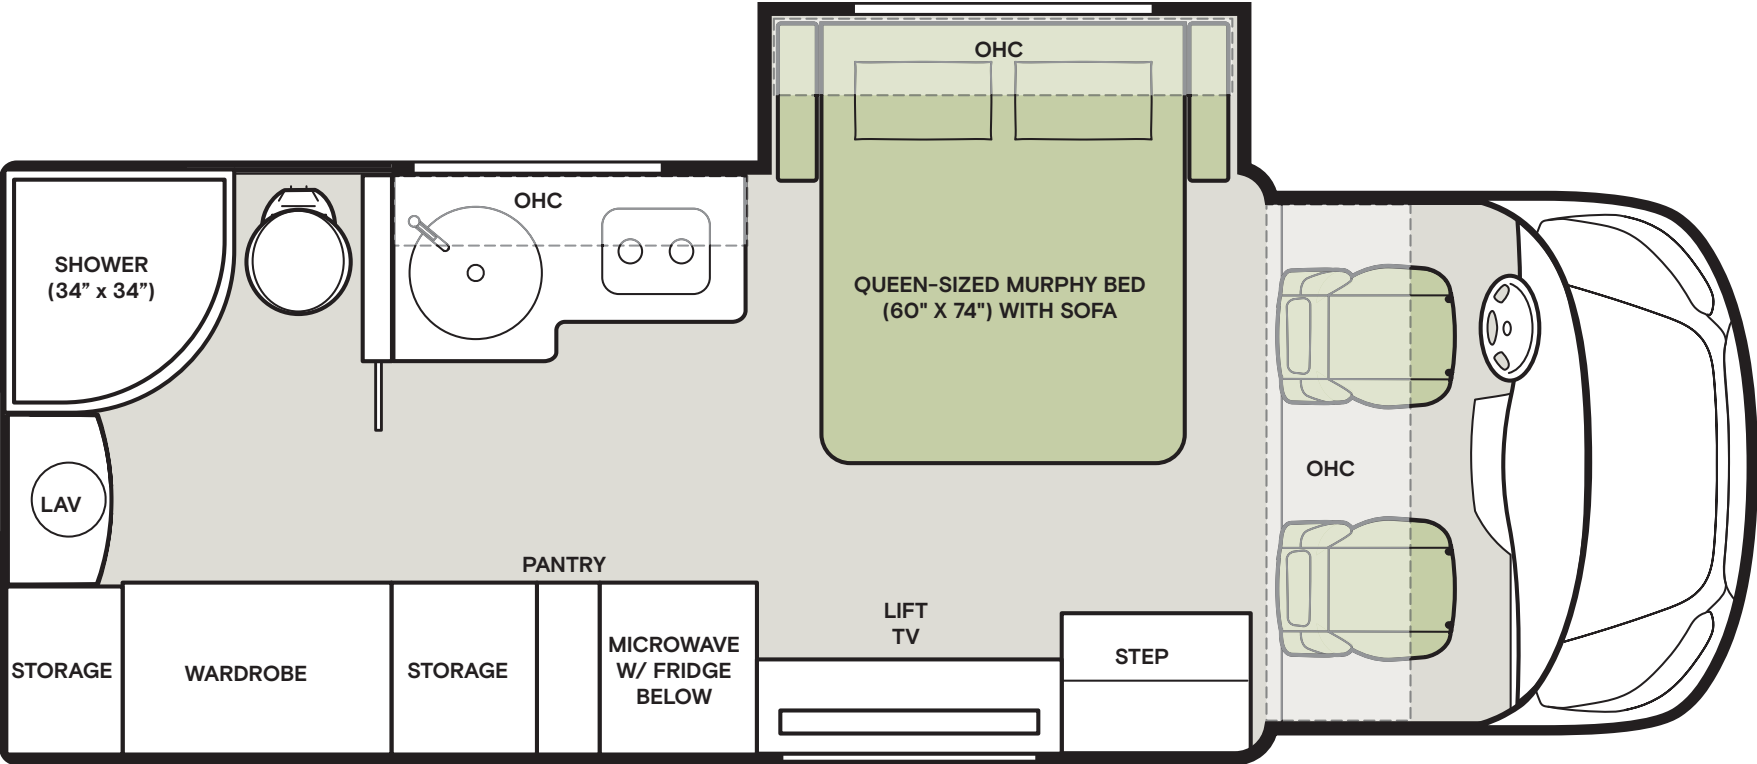 OHC
OHC
SHOWER
(34” x 34”)
QUEEN-SIZED MURPHY BED
(60" X 74") WITH SOFA
OHC
LAV
PANTRY
LIFT
TV
STORAGE
WARDROBE
STORAGE
MICROWAVE
W/ FRIDGE
BELOW
STEP